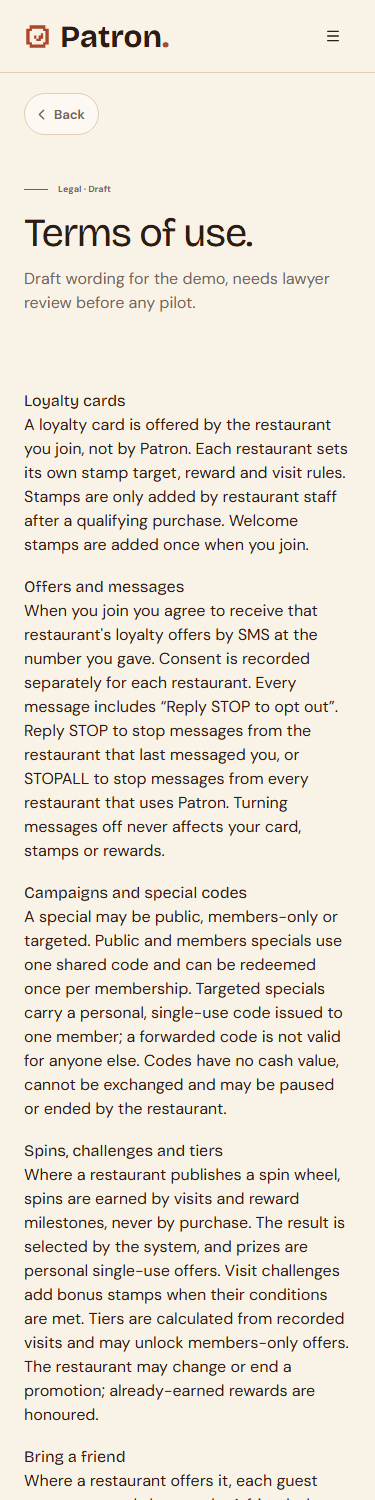 Patron.
Back
Legal · Draft
Terms of use.
Draft wording for the demo, needs lawyer
review before any pilot.
Loyalty cards
A loyalty card is offered by the restaurant
you join, not by Patron. Each restaurant sets
its own stamp target, reward and visit rules.
Stamps are only added by restaurant staff
after a qualifying purchase. Welcome
stamps are added once when you join.
Offers and messages
When you join you agree to receive that
restaurant's loyalty offers by SMS at the
number you gave. Consent is recorded
separately for each restaurant. Every
message includes “Reply STOP to opt out”.
Reply STOP to stop messages from the
restaurant that last messaged you, or
STOPALL to stop messages from every
restaurant that uses Patron. Turning
messages off never affects your card,
stamps or rewards.
Campaigns and special codes
A special may be public, members-only or
targeted. Public and members specials use
one shared code and can be redeemed
once per membership. Targeted specials
carry a personal, single-use code issued to
one member; a forwarded code is not valid
for anyone else. Codes have no cash value,
cannot be exchanged and may be paused
or ended by the restaurant.
Spins, challenges and tiers
Where a restaurant publishes a spin wheel,
spins are earned by visits and reward
milestones, never by purchase. The result is
selected by the system, and prizes are
personal single-use offers. Visit challenges
add bonus stamps when their conditions
are met. Tiers are calculated from recorded
visits and may unlock members-only offers.
The restaurant may change or end a
promotion; already-earned rewards are
honoured.
Bring a friend
Where a restaurant offers it, each guest